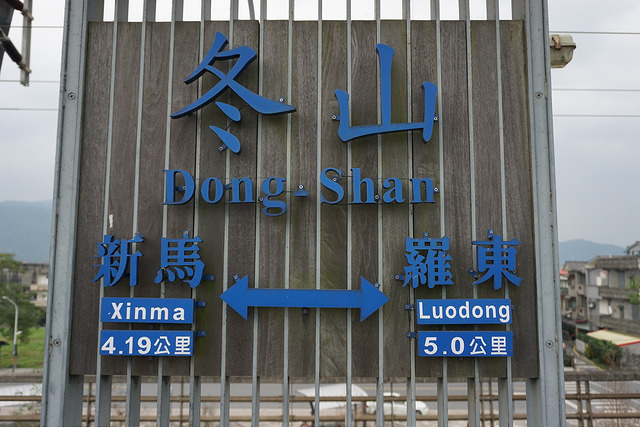 冬山
Dong-Shan
新馬 羅東
Xinma Luodong
4.19公里 5.0公里